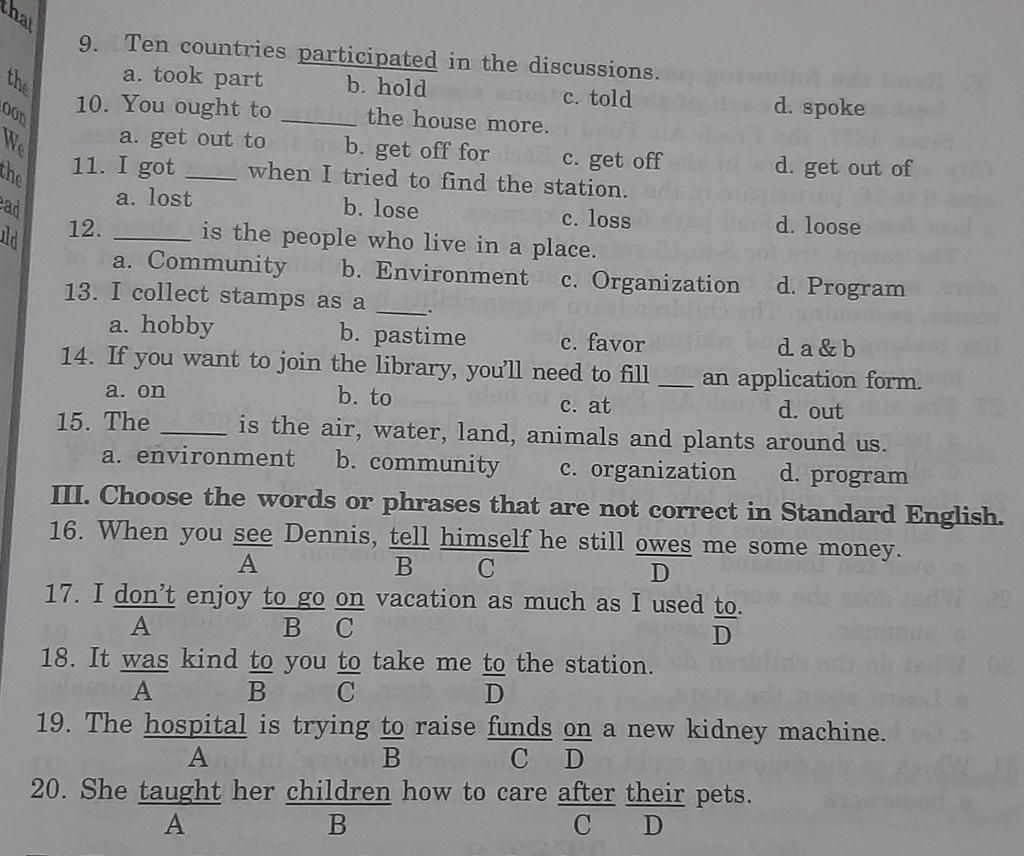 that
the
oon
We
the
ead
uld
9. Ten countries participated in the discussions.
a. took part b. hold c. told d. spoke
10. You ought to ______ the house more.
a. get out to b. get off for c. get off d. get out of
11. I got ____ when I tried to find the station.
a. lost b. lose c. loss d. loose
12. ______ is the people who live in a place.
a. Community b. Environment c. Organization d. Program
13. I collect stamps as a ____.
a. hobby b. pastime c. favor d. a & b
14. If you want to join the library, you'll need to fill ___ an application form.
a. on b. to c. at d. out
15. The _____ is the air, water, land, animals and plants around us.
a. environment b. community c. organization d. program
III. Choose the words or phrases that are not correct in Standard English.
16. When you see Dennis, tell himself he still owes me some money.
A B C D
17. I don't enjoy to go on vacation as much as I used to.
A B C D
18. It was kind to you to take me to the station.
A B C D
19. The hospital is trying to raise funds on a new kidney machine.
A B C D
20. She taught her children how to care after their pets.
A B C D